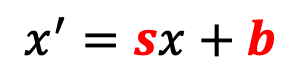 x′ = sx + b